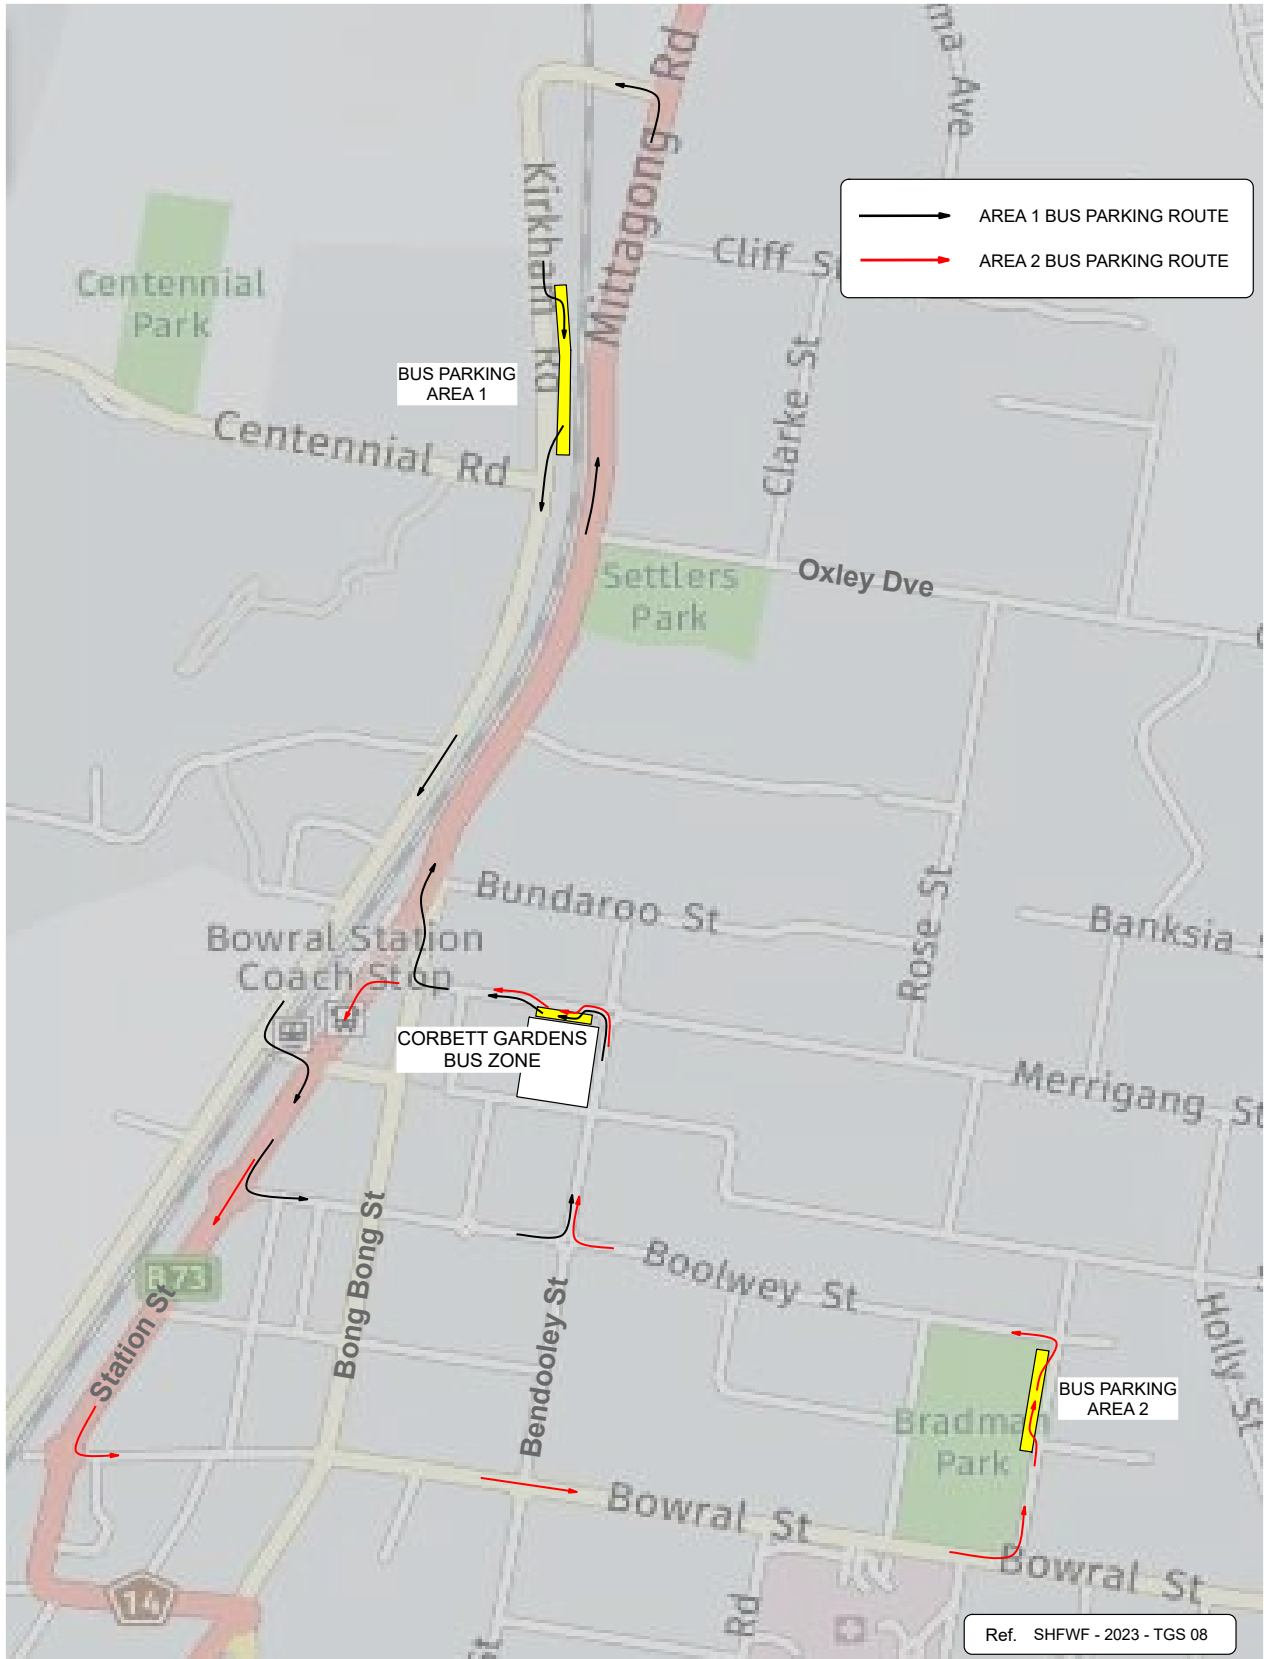 Mittagong Rd
ma Ave
AREA 1 BUS PARKING ROUTE
AREA 2 BUS PARKING ROUTE
Kirkham Rd
Cliff
Centennial
Park
BUS PARKING
AREA 1
Clarke St
Centennial Rd
Settlers
Park
Oxley Dve
Bundaroo St
Rose St
Banksia
Bowral Station
Coach Stop
CORBETT GARDENS
BUS ZONE
Merrigang St
Bong Bong St
Boolwey St
R73
Station St
Bendooley St
Holly St
BUS PARKING
AREA 2
Bradman
Park
Bowral St
Bowral St
14
Rd
St
Ref. SHFWF - 2023 - TGS 08